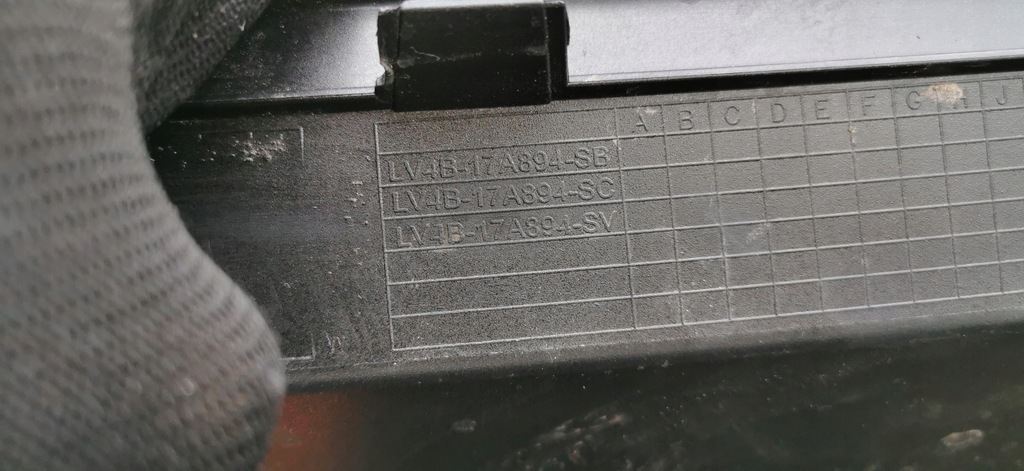 A B C D E F G H J
LV4B-17A894-SB
LV4B-17A894-SC
LV4B-17A894-SV